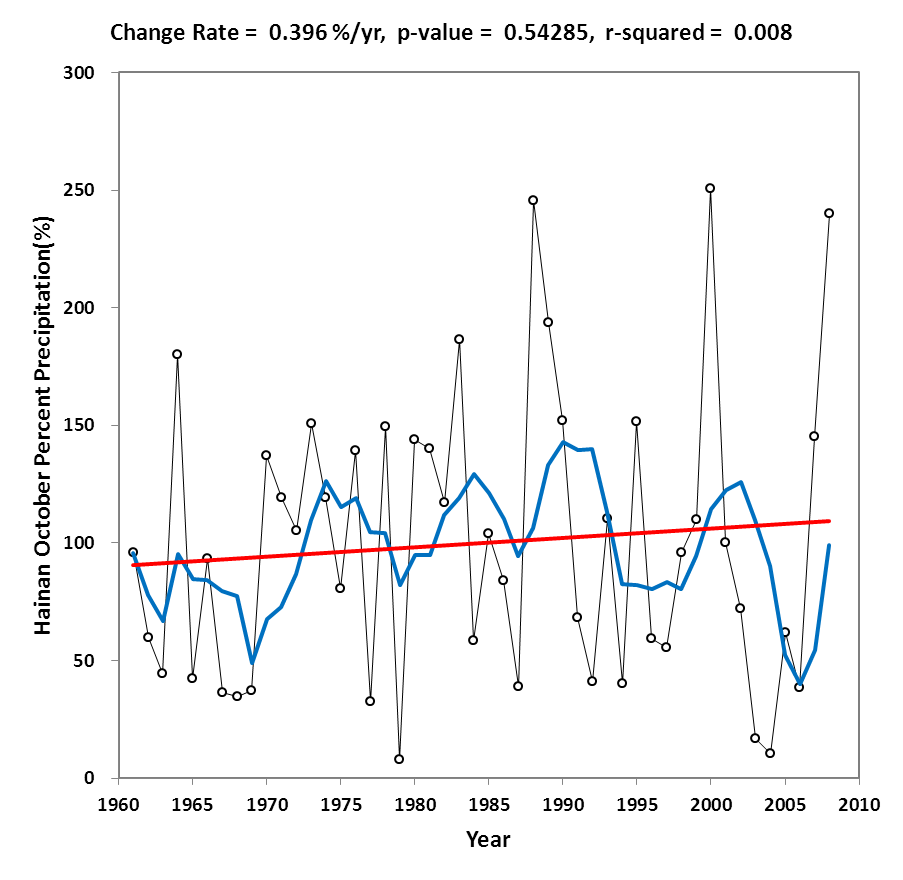 Change Rate = 0.396 %/yr, p-value = 0.54285, r-squared = 0.008
Hainan October Percent Precipitation(%)
300
250
200
150
100
50
0
1960 1965 1970 1975 1980 1985 1990 1995 2000 2005 2010
Year